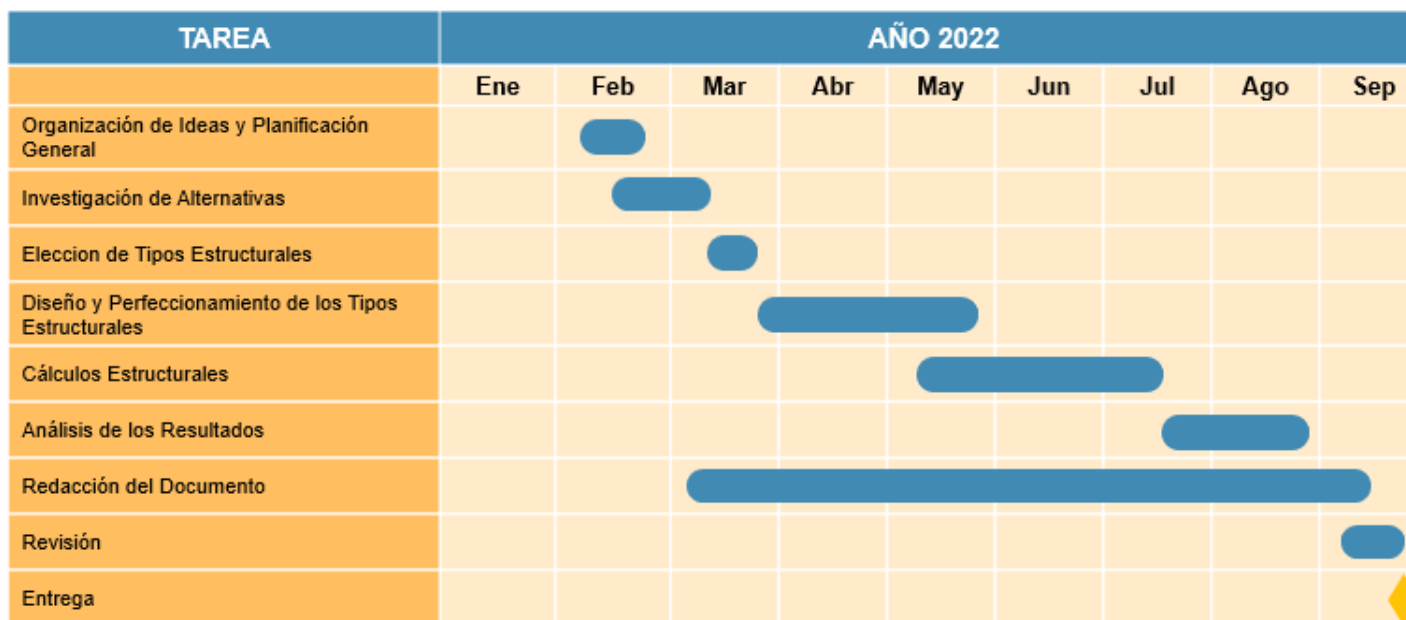 TAREA AÑO 2022
Ene Feb Mar Abr May Jun Jul Ago Sep
Organización de Ideas y Planificación
General
Investigación de Alternativas
Eleccion de Tipos Estructurales
Diseño y Perfeccionamiento de los Tipos
Estructurales
Cálculos Estructurales
Análisis de los Resultados
Redacción del Documento
Revisión
Entrega